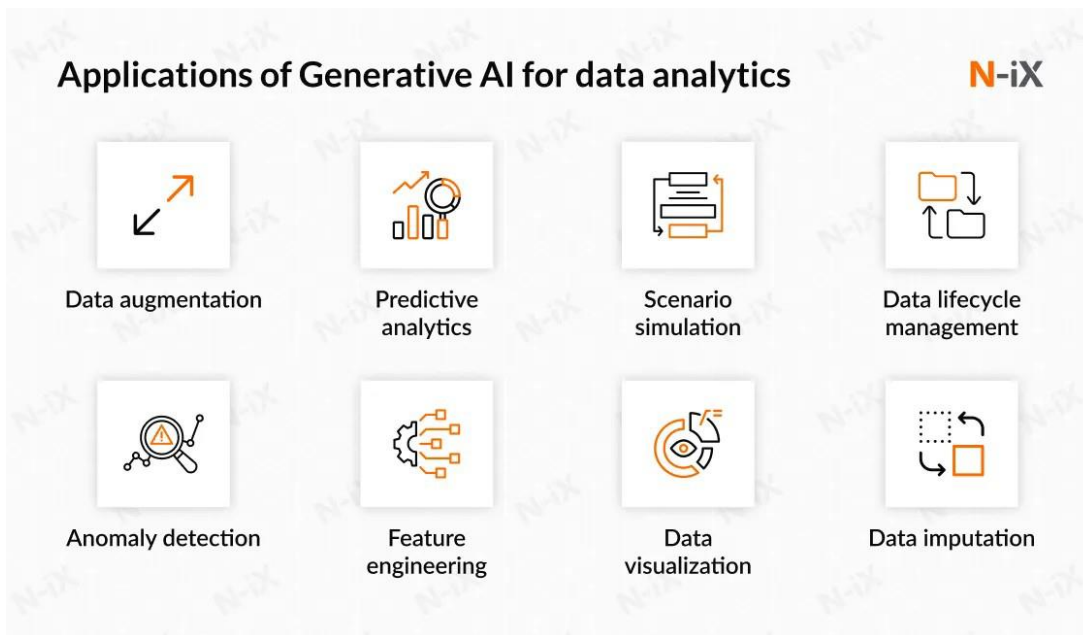 Applications of Generative AI for data analytics
N-iX
Data augmentation
Predictive
analytics
Scenario
simulation
Data lifecycle
management
Anomaly detection
Feature
engineering
Data
visualization
Data imputation